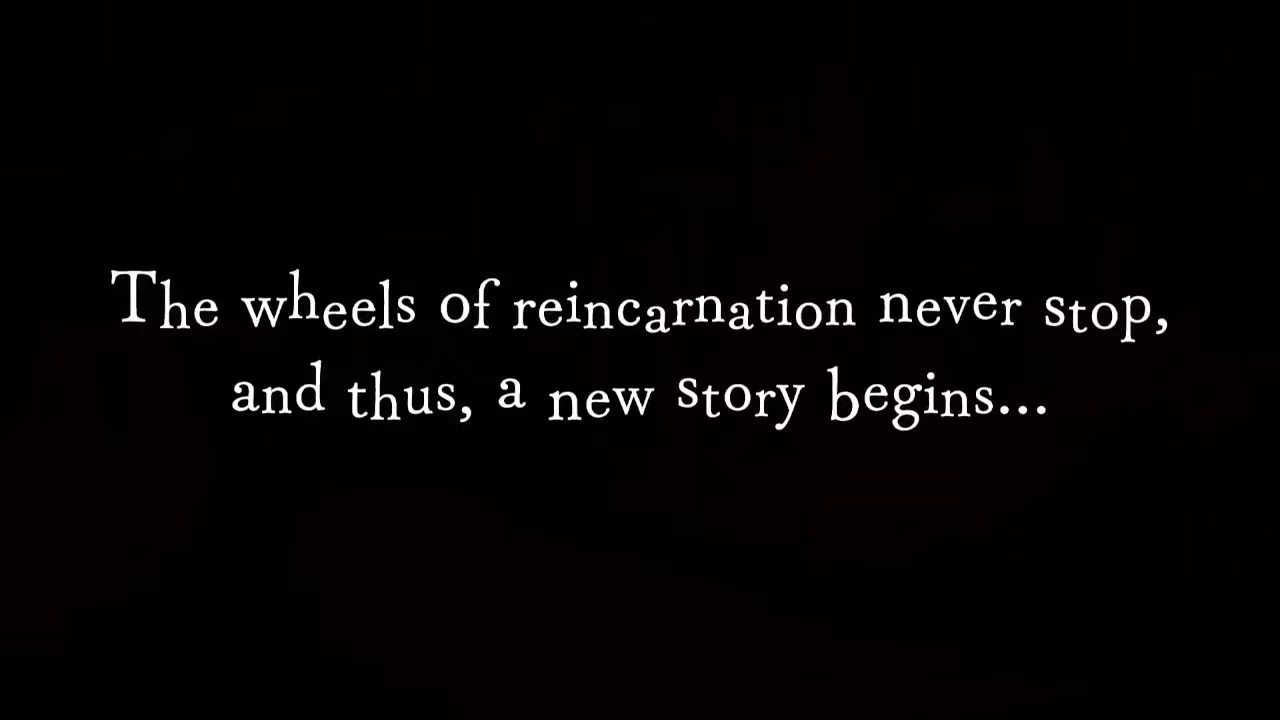 The wheels of reincarnation never stop,
and thus, a new story begins...